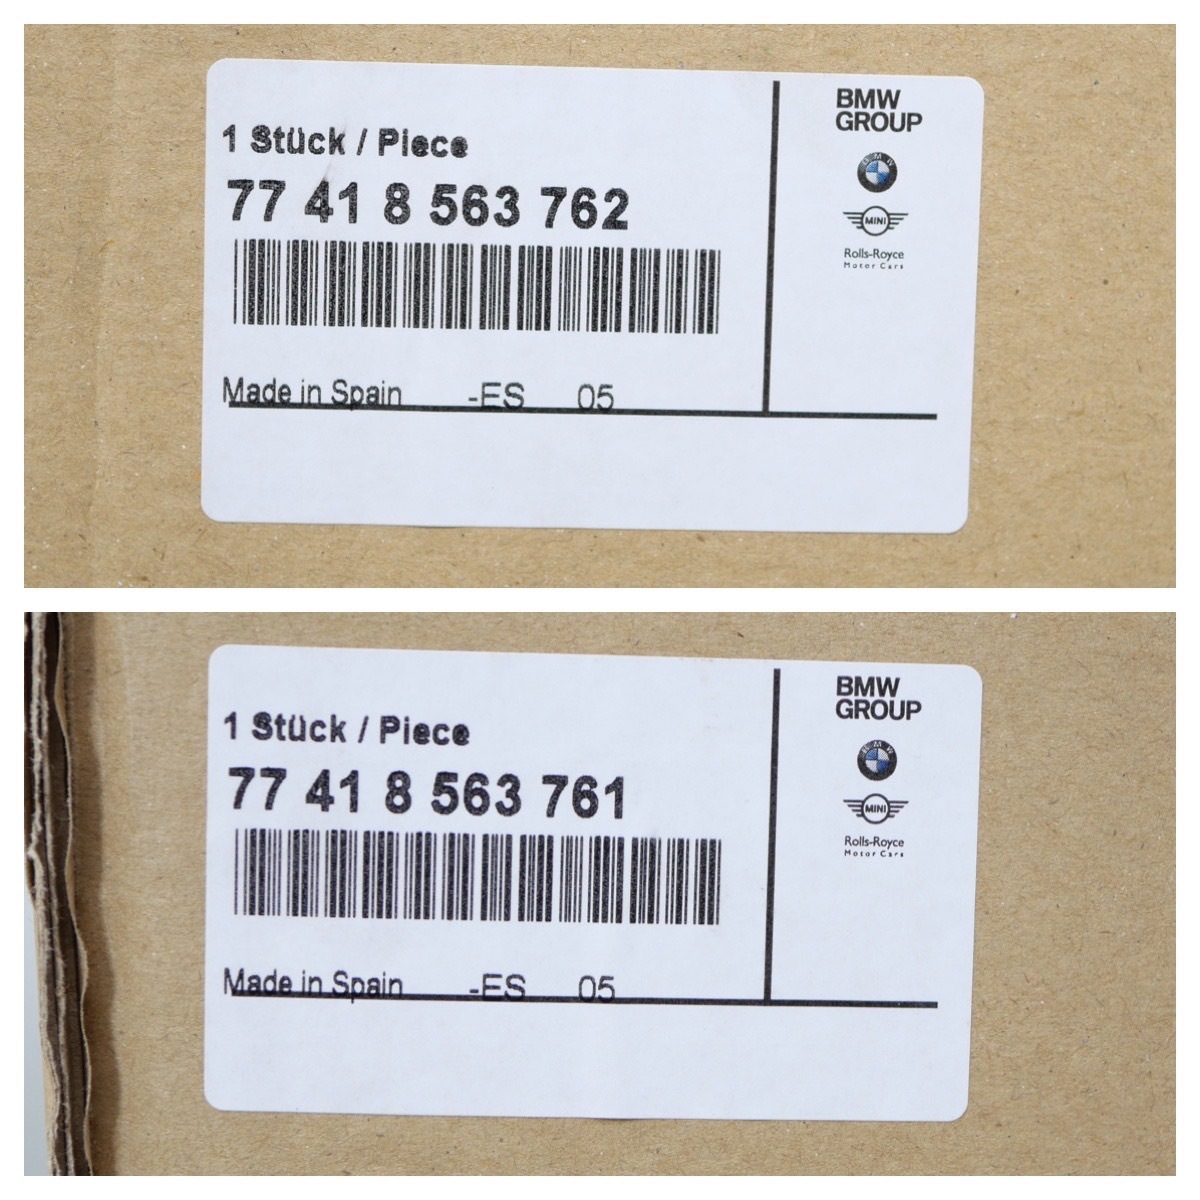 1 Stück / Piece
77 41 8 563 762
Made in Spain -ES 05
BMW
GROUP
BMW
MINI
Rolls-Royce
Motor Cars
1 Stück / Piece
77 41 8 563 761
Made in Spain -ES 05
BMW
GROUP
BMW
MINI
Rolls-Royce
Motor Cars